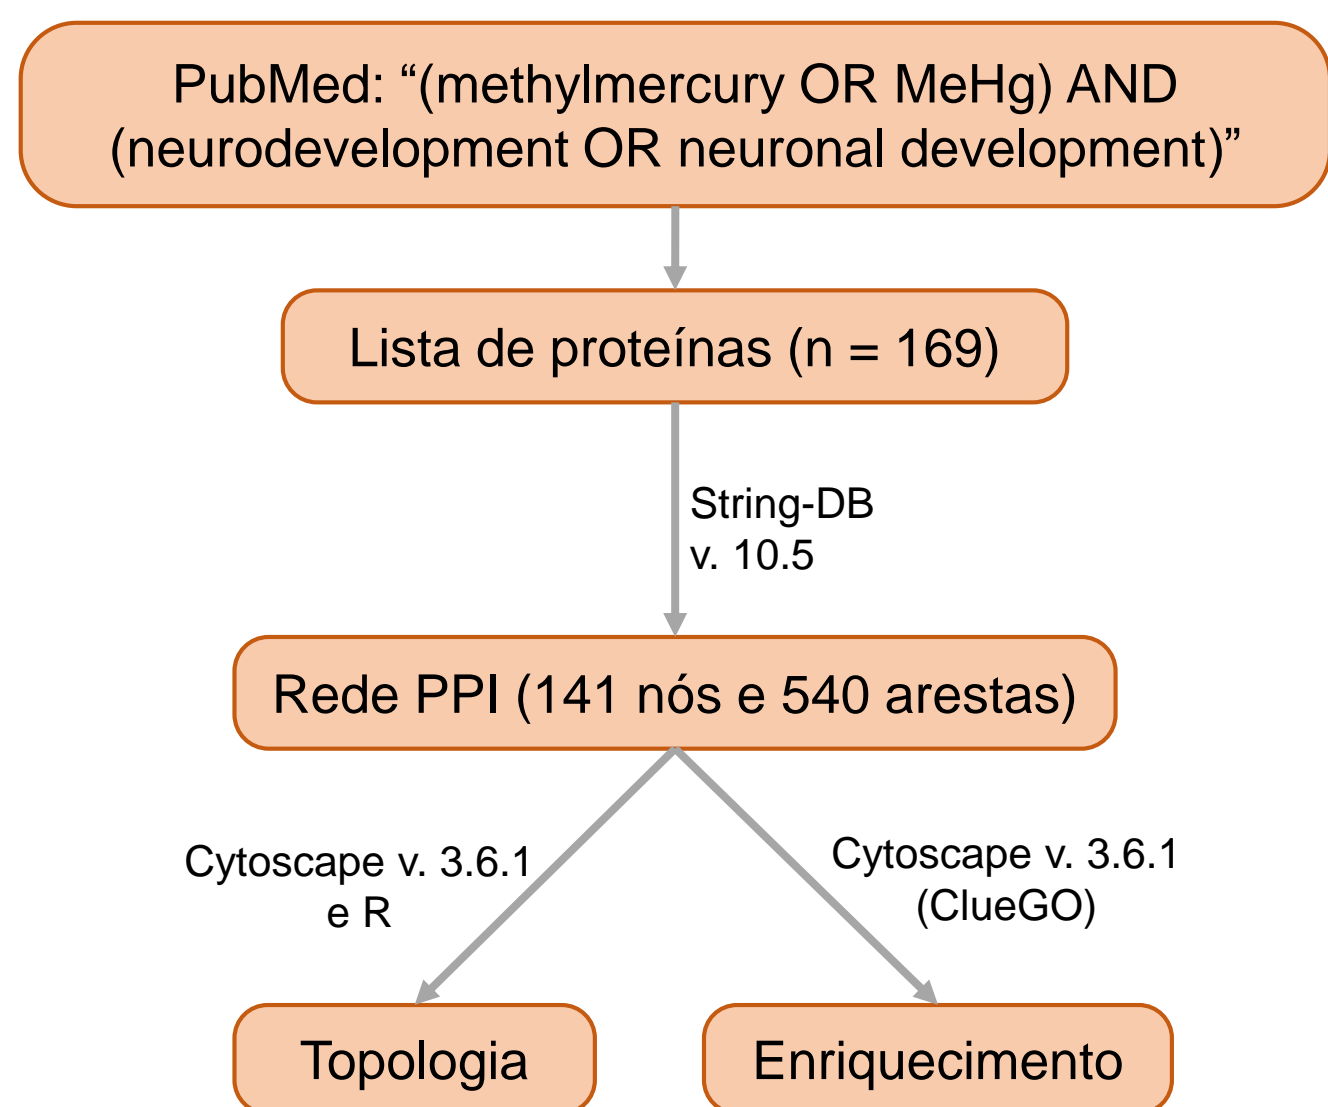 PubMed: “(methylmercury OR MeHg) AND
(neurodevelopment OR neuronal development)”
Lista de proteínas (n = 169)
String-DB
v. 10.5
Rede PPI (141 nós e 540 arestas)
Cytoscape v. 3.6.1
e R
Cytoscape v. 3.6.1
(ClueGO)
Topologia
Enriquecimento